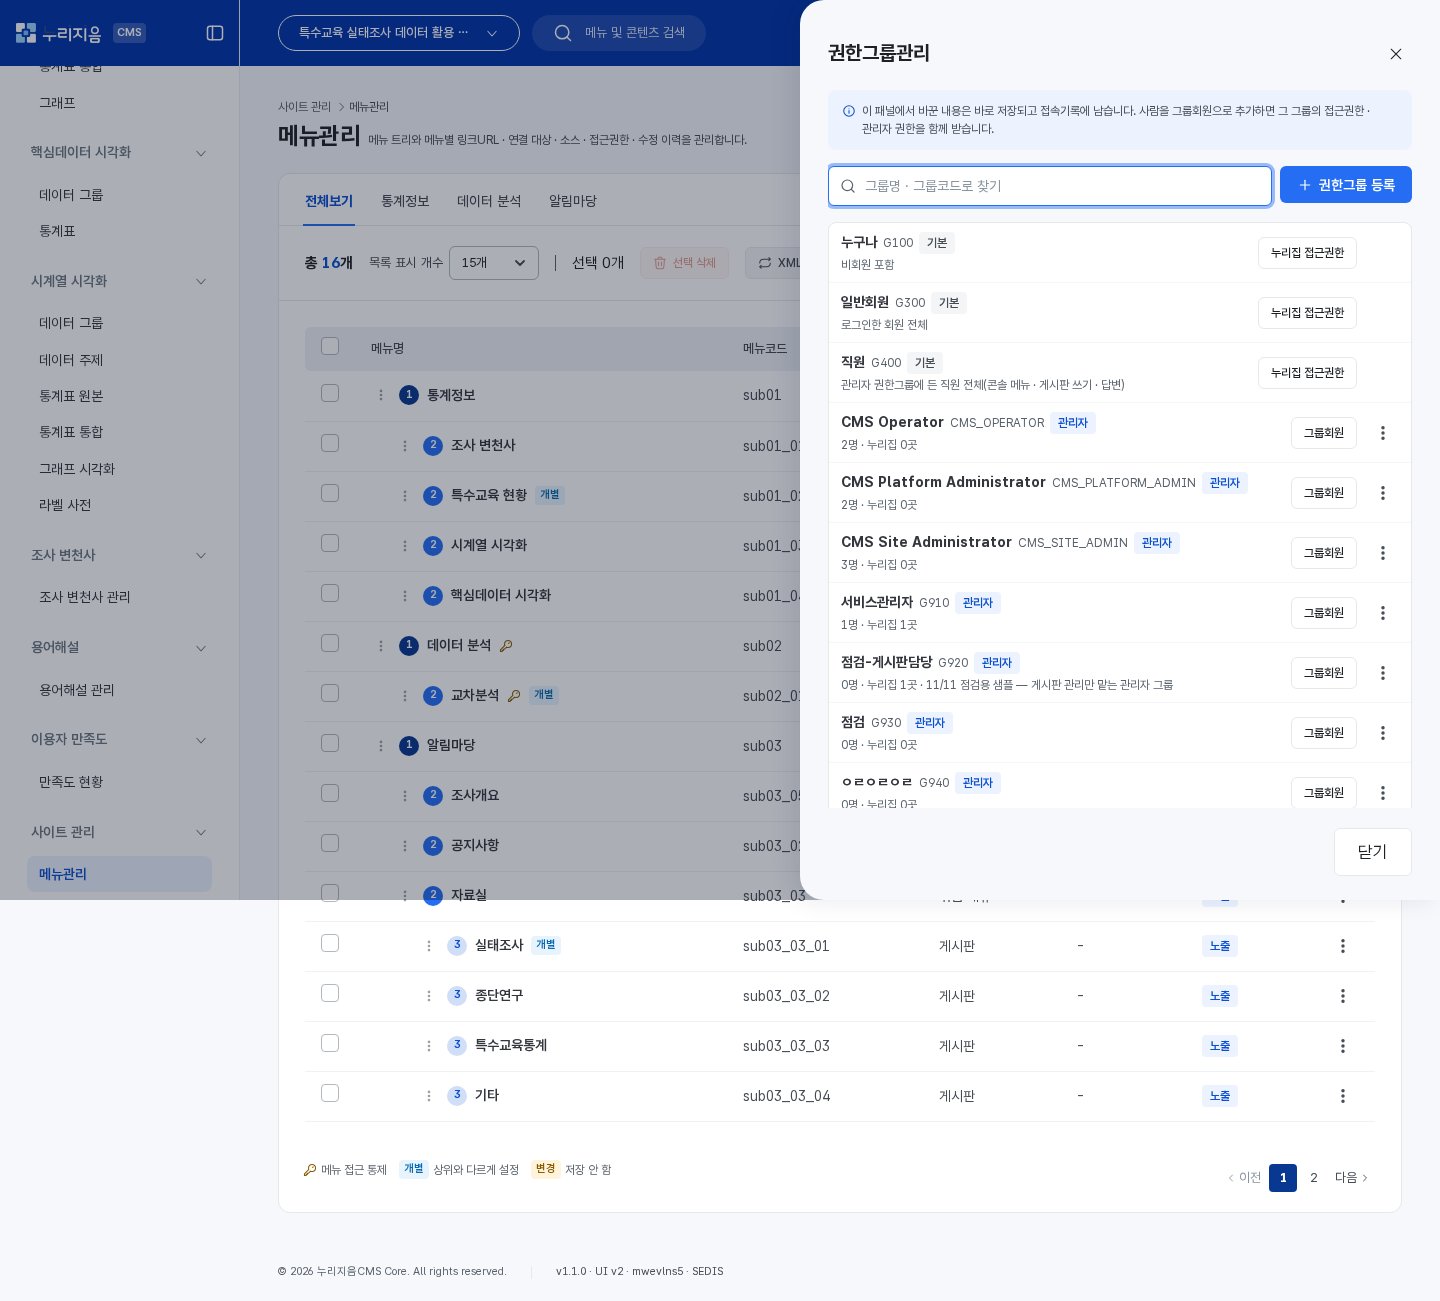 누리지음 CMS
특수교육 실태조사 데이터 활용 ···
메뉴 및 콘텐츠 검색
통계표 통합
그래프
핵심데이터 시각화
데이터 그룹
통계표
시계열 시각화
데이터 그룹
데이터 주제
통계표 원본
통계표 통합
그래프 시각화
라벨 사전
조사 변천사
조사 변천사 관리
용어해설
용어해설 관리
이용자 만족도
만족도 현황
사이트 관리
메뉴관리
사이트 관리 > 메뉴관리
메뉴관리 메뉴 트리와 메뉴별 링크URL · 연결 대상 · 소스 · 접근권한 · 수정 이력을 관리합니다.
전체보기 통계정보 데이터 분석 알림마당
총 16개 목록 표시 개수 15개 | 선택 0개 선택 삭제 XML
메뉴명 메뉴코드
1 통계정보 sub01
2 조사 변천사
2 특수교육 현황 개별
2 시계열 시각화
2 핵심데이터 시각화
1 데이터 분석 sub02
2 교차분석 개별
1 알림마당 sub03
2 조사개요
2 공지사항
2 자료실 sub03_03
3 실태조사 개별 sub03_03_01 게시판 - 노출
3 종단연구 sub03_03_02 게시판 - 노출
3 특수교육통계 sub03_03_03 게시판 - 노출
3 기타 sub03_03_04 게시판 - 노출
메뉴 접근 통제 개별 상위와 다르게 설정 변경 저장 안 함
이전 1 2 다음
© 2026 누리지음CMS Core. All rights reserved. v1.1.0 · UI v2 · mwevlns5 · SEDIS
권한그룹관리
이 패널에서 바꾼 내용은 바로 저장되고 접속기록에 남습니다. 사람을 그룹회원으로 추가하면 그 그룹의 접근권한 ·
관리자 권한을 함께 받습니다.
그룹명 · 그룹코드로 찾기
+ 권한그룹 등록
누구나 G100 기본
비회원 포함
누리집 접근권한
일반회원 G300 기본
로그인한 회원 전체
누리집 접근권한
직원 G400 기본
관리자 권한그룹에 든 직원 전체(콘솔 메뉴 · 게시판 쓰기 · 답변)
누리집 접근권한
CMS Operator CMS_OPERATOR 관리자
2명 · 누리집 0곳
그룹회원
CMS Platform Administrator CMS_PLATFORM_ADMIN 관리자
2명 · 누리집 0곳
그룹회원
CMS Site Administrator CMS_SITE_ADMIN 관리자
3명 · 누리집 0곳
그룹회원
서비스관리자 G910 관리자
1명 · 누리집 1곳
그룹회원
점검-게시판담당 G920 관리자
0명 · 누리집 1곳 · 11/11 점검용 샘플 — 게시판 관리만 맡는 관리자 그룹
그룹회원
점검 G930 관리자
0명 · 누리집 0곳
그룹회원
ㅇㄹㅇㄹㅇㄹ G940 관리자
0명 · 누리집 0곳
그룹회원
닫기